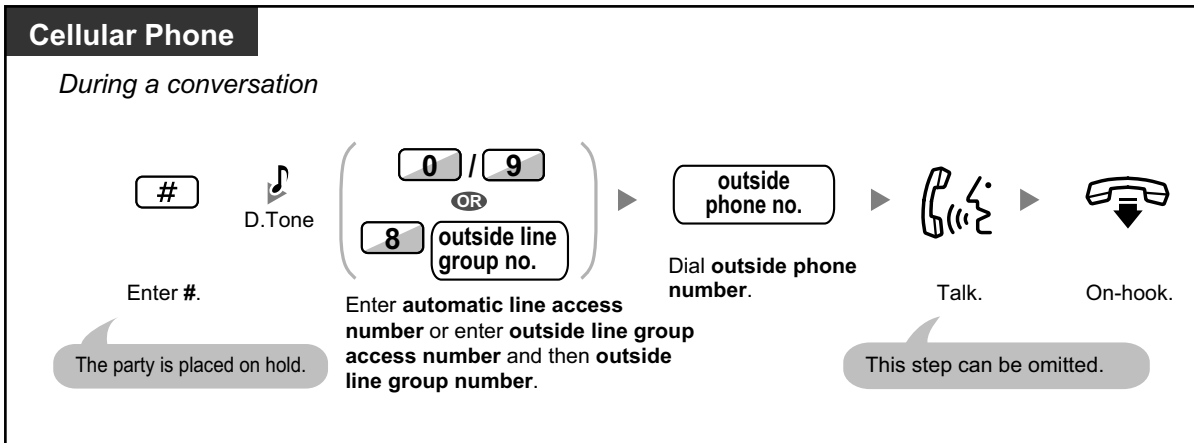 Cellular Phone
During a conversation
#
D.Tone
0 / 9
OR
8 outside line
group no.
outside
phone no.
Enter #.
The party is placed on hold.
Enter automatic line access
number or enter outside line group
access number and then outside
line group number.
Dial outside phone
number.
Talk.
This step can be omitted.
On-hook.